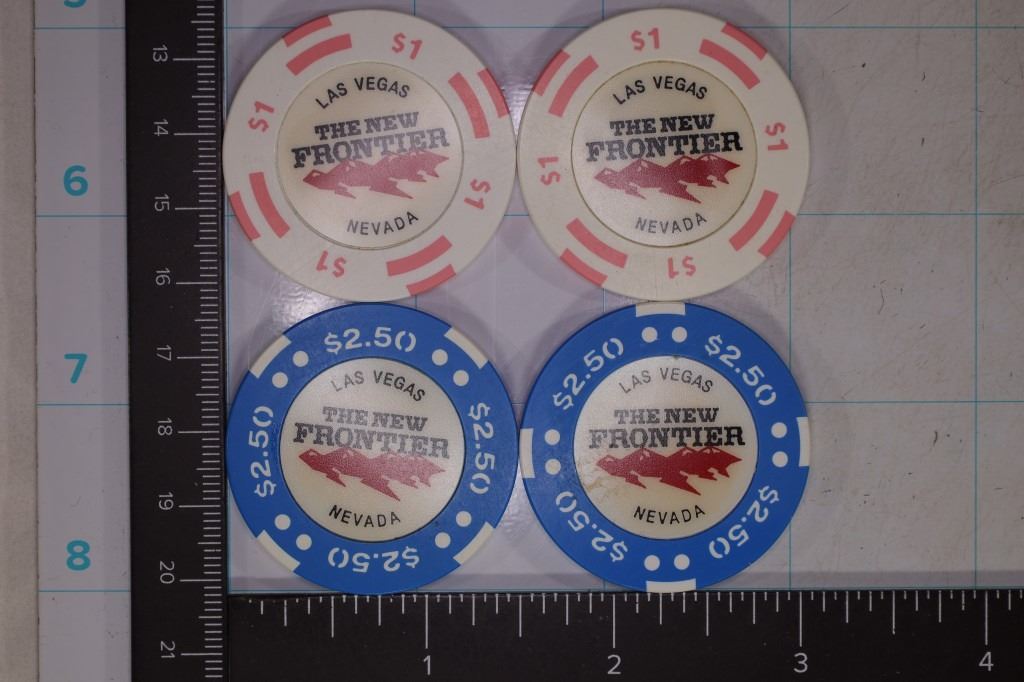 $1
$1
$1
$1
LAS VEGAS
THE NEW
FRONTIER
NEVADA
$1
$1
$1
$1
LAS VEGAS
THE NEW
FRONTIER
NEVADA
$2.50
$2.50
$2.50
$2.50
LAS VEGAS
THE NEW
FRONTIER
NEVADA
$2.50
$2.50
$2.50
$2.50
LAS VEGAS
THE NEW
FRONTIER
NEVADA
6
7
8
13
14
15
16
17
18
19
20
21
1
2
3
4